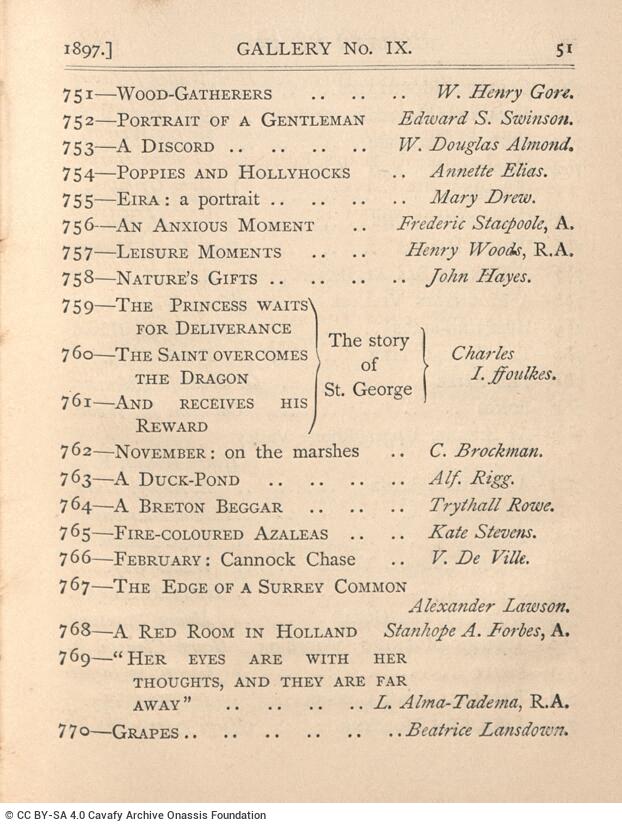 1897.] GALLERY No. IX. 51
751—WOOD-GATHERERS .. .. .. W. Henry Gore.
752—PORTRAIT OF A GENTLEMAN Edward S. Swinson.
753—A DISCORD .. .. .. .. W. Douglas Almond.
754—POPPIES AND HOLLYHOCKS .. Annette Elias.
755—EIRA: a portrait .. .. .. Mary Drew.
756—AN ANXIOUS MOMENT .. Frederic Stacpoole, A.
757—LEISURE MOMENTS .. .. Henry Woods, R.A.
758—NATURE'S GIFTS .. .. .. John Hayes.
759—THE PRINCESS WAITS
FOR DELIVERANCE
760—THE SAINT OVERCOMES
THE DRAGON
761—AND RECEIVES HIS
REWARD
The story
of
St. George
Charles
I. ffoulkes.
762—NOVEMBER: on the marshes .. C. Brockman.
763—A DUCK-POND .. .. .. .. Alf. Rigg.
764—A BRETON BEGGAR .. .. .. Trythall Rowe.
765—FIRE-COLOURED AZALEAS .. .. Kate Stevens.
766—FEBRUARY: Cannock Chase .. V. De Ville.
767—THE EDGE OF A SURREY COMMON
Alexander Lawson.
768—A RED ROOM IN HOLLAND Stanhope A. Forbes, A.
769—"HER EYES ARE WITH HER
THOUGHTS, AND THEY ARE FAR
AWAY" .. .. .. .. L. Alma-Tadema, R.A.
770—GRAPES .. .. .. .. .. .. Beatrice Lansdown.
© CC BY-SA 4.0 Cavafy Archive Onassis Foundation